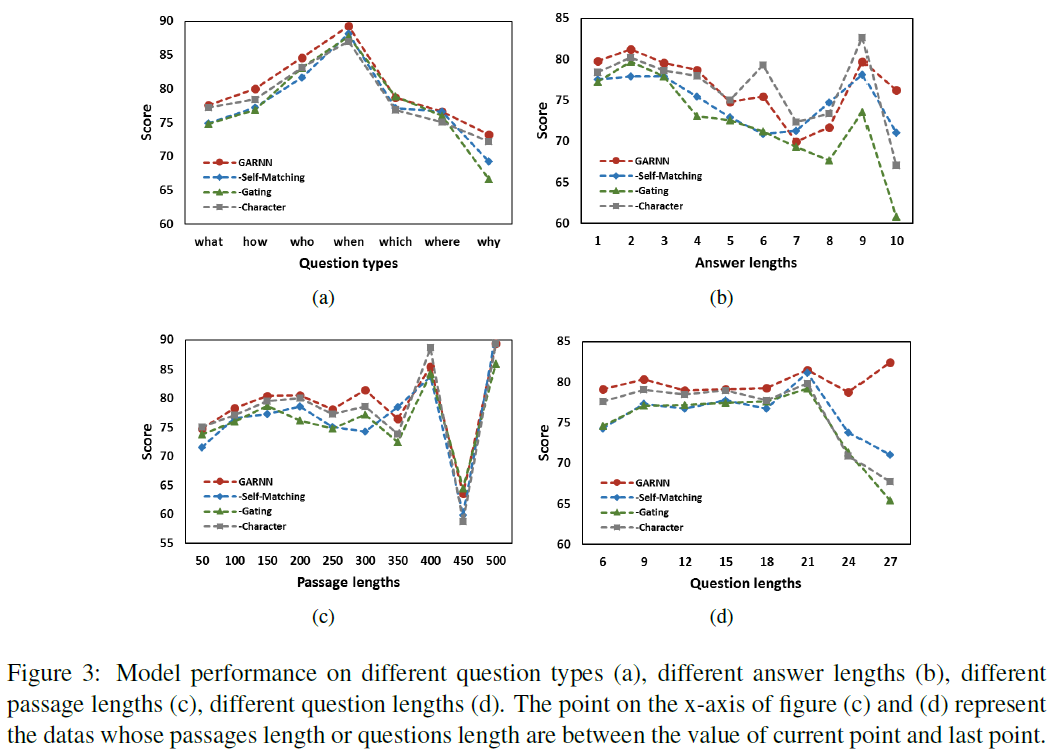 90
85
80
75
70
65
60
Score
GARNN
-Self-Matching
-Gating
-Character
what how who when which where why
Question types
(a)
85
80
75
70
65
60
Score
GARNN
-Self-Matching
-Gating
-Character
1 2 3 4 5 6 7 8 9 10
Answer lengths
(b)
90
85
80
75
70
65
60
55
Score
GARNN
-Self-Matching
-Gating
-Character
50 100 150 200 250 300 350 400 450 500
Passage lengths
(c)
85
80
75
70
65
60
Score
GARNN
-Self-Matching
-Gating
-Character
6 9 12 15 18 21 24 27
Question lengths
(d)
Figure 3: Model performance on different question types (a), different answer lengths (b), different
passage lengths (c), different question lengths (d). The point on the x-axis of figure (c) and (d) represent
the datas whose passages length or questions length are between the value of current point and last point.